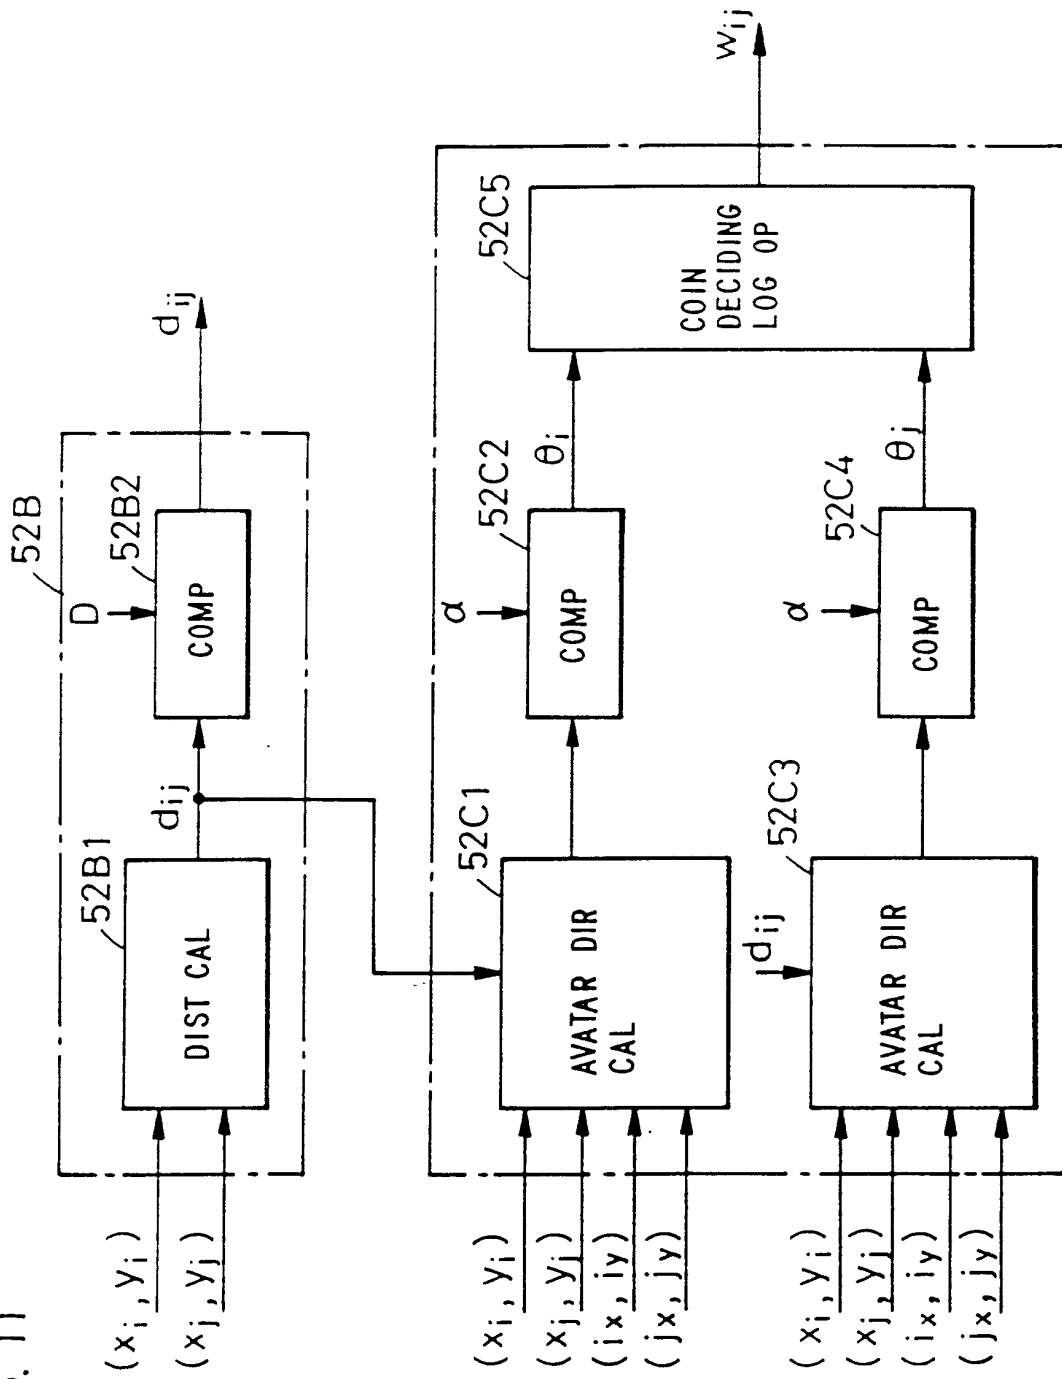 . 11
52B
52B1
DIST CAL
(xi, yi)
(xj, yj)
dij
52B2
D
COMP
dij
52C1
AVATAR DIR
CAL
(xi, yi)
(xj, yj)
(ix, iy)
(jx, jy)
52C2
α
COMP
θi
52C3
dij
AVATAR DIR
CAL
(xi, yi)
(xj, yj)
(ix, iy)
(jx, jy)
52C4
α
COMP
θj
52C5
COIN
DECIDING
LOG OP
wij